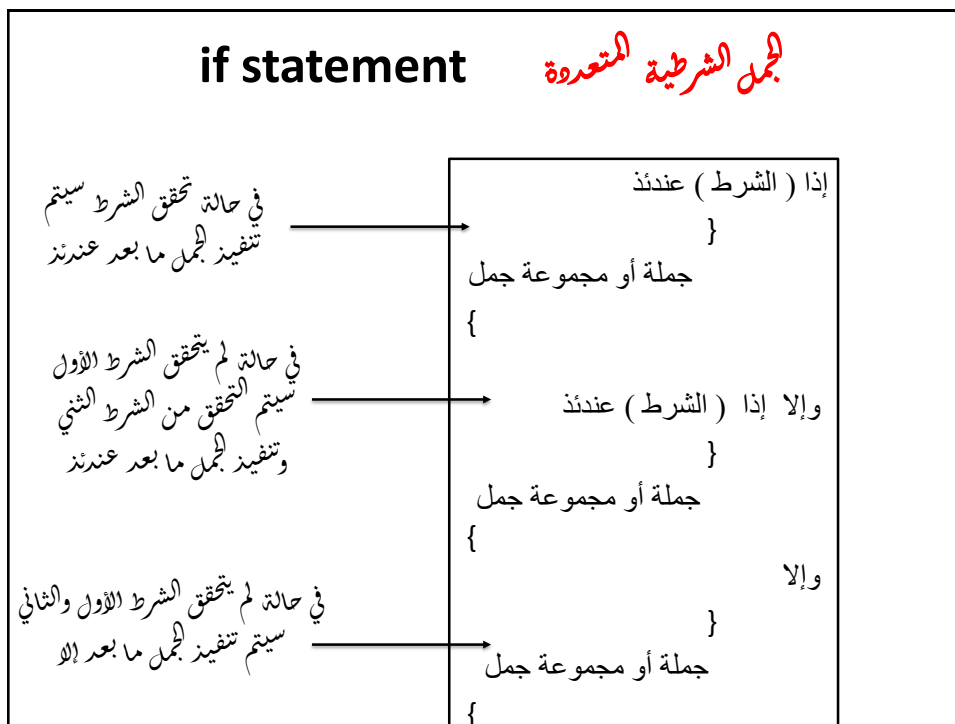 if statement الجمل الشرطية المتعددة
إذا ( الشرط ) عندئذ
}
جملة أو مجموعة جمل
{
وإلا إذا ( الشرط ) عندئذ
}
جملة أو مجموعة جمل
{
وإلا
}
جملة أو مجموعة جمل
{
في حالة تحقق الشرط سيتم
تنفيذ الجمل ما بعد عندئذ
في حالة لم يتحقق الشرط الأول
سيتم التحقق من الشرط الثني
وتنفيذ الجمل ما بعد عندئذ
في حالة لم يتحقق الشرط الأول والثاني
سيتم تنفيذ الجمل ما بعد إلا